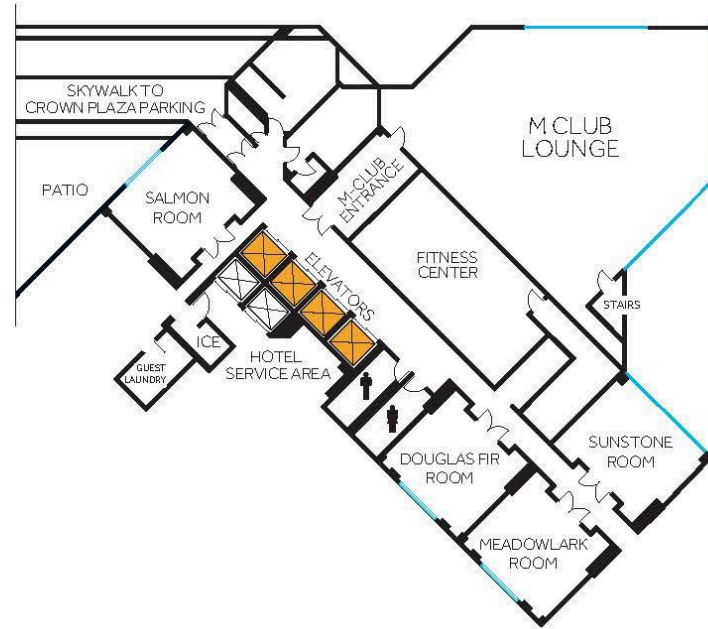 SKYWALK TO
CROWN PLAZA PARKING
M CLUB
LOUNGE
PATIO
SALMON
ROOM
M-CLUB
ENTRANCE
ELEVATORS
FITNESS
CENTER
STAIRS
ICE
GUEST
LAUNDRY
HOTEL
SERVICE AREA
DOUGLAS FIR
ROOM
SUNSTONE
ROOM
MEADOWLARK
ROOM